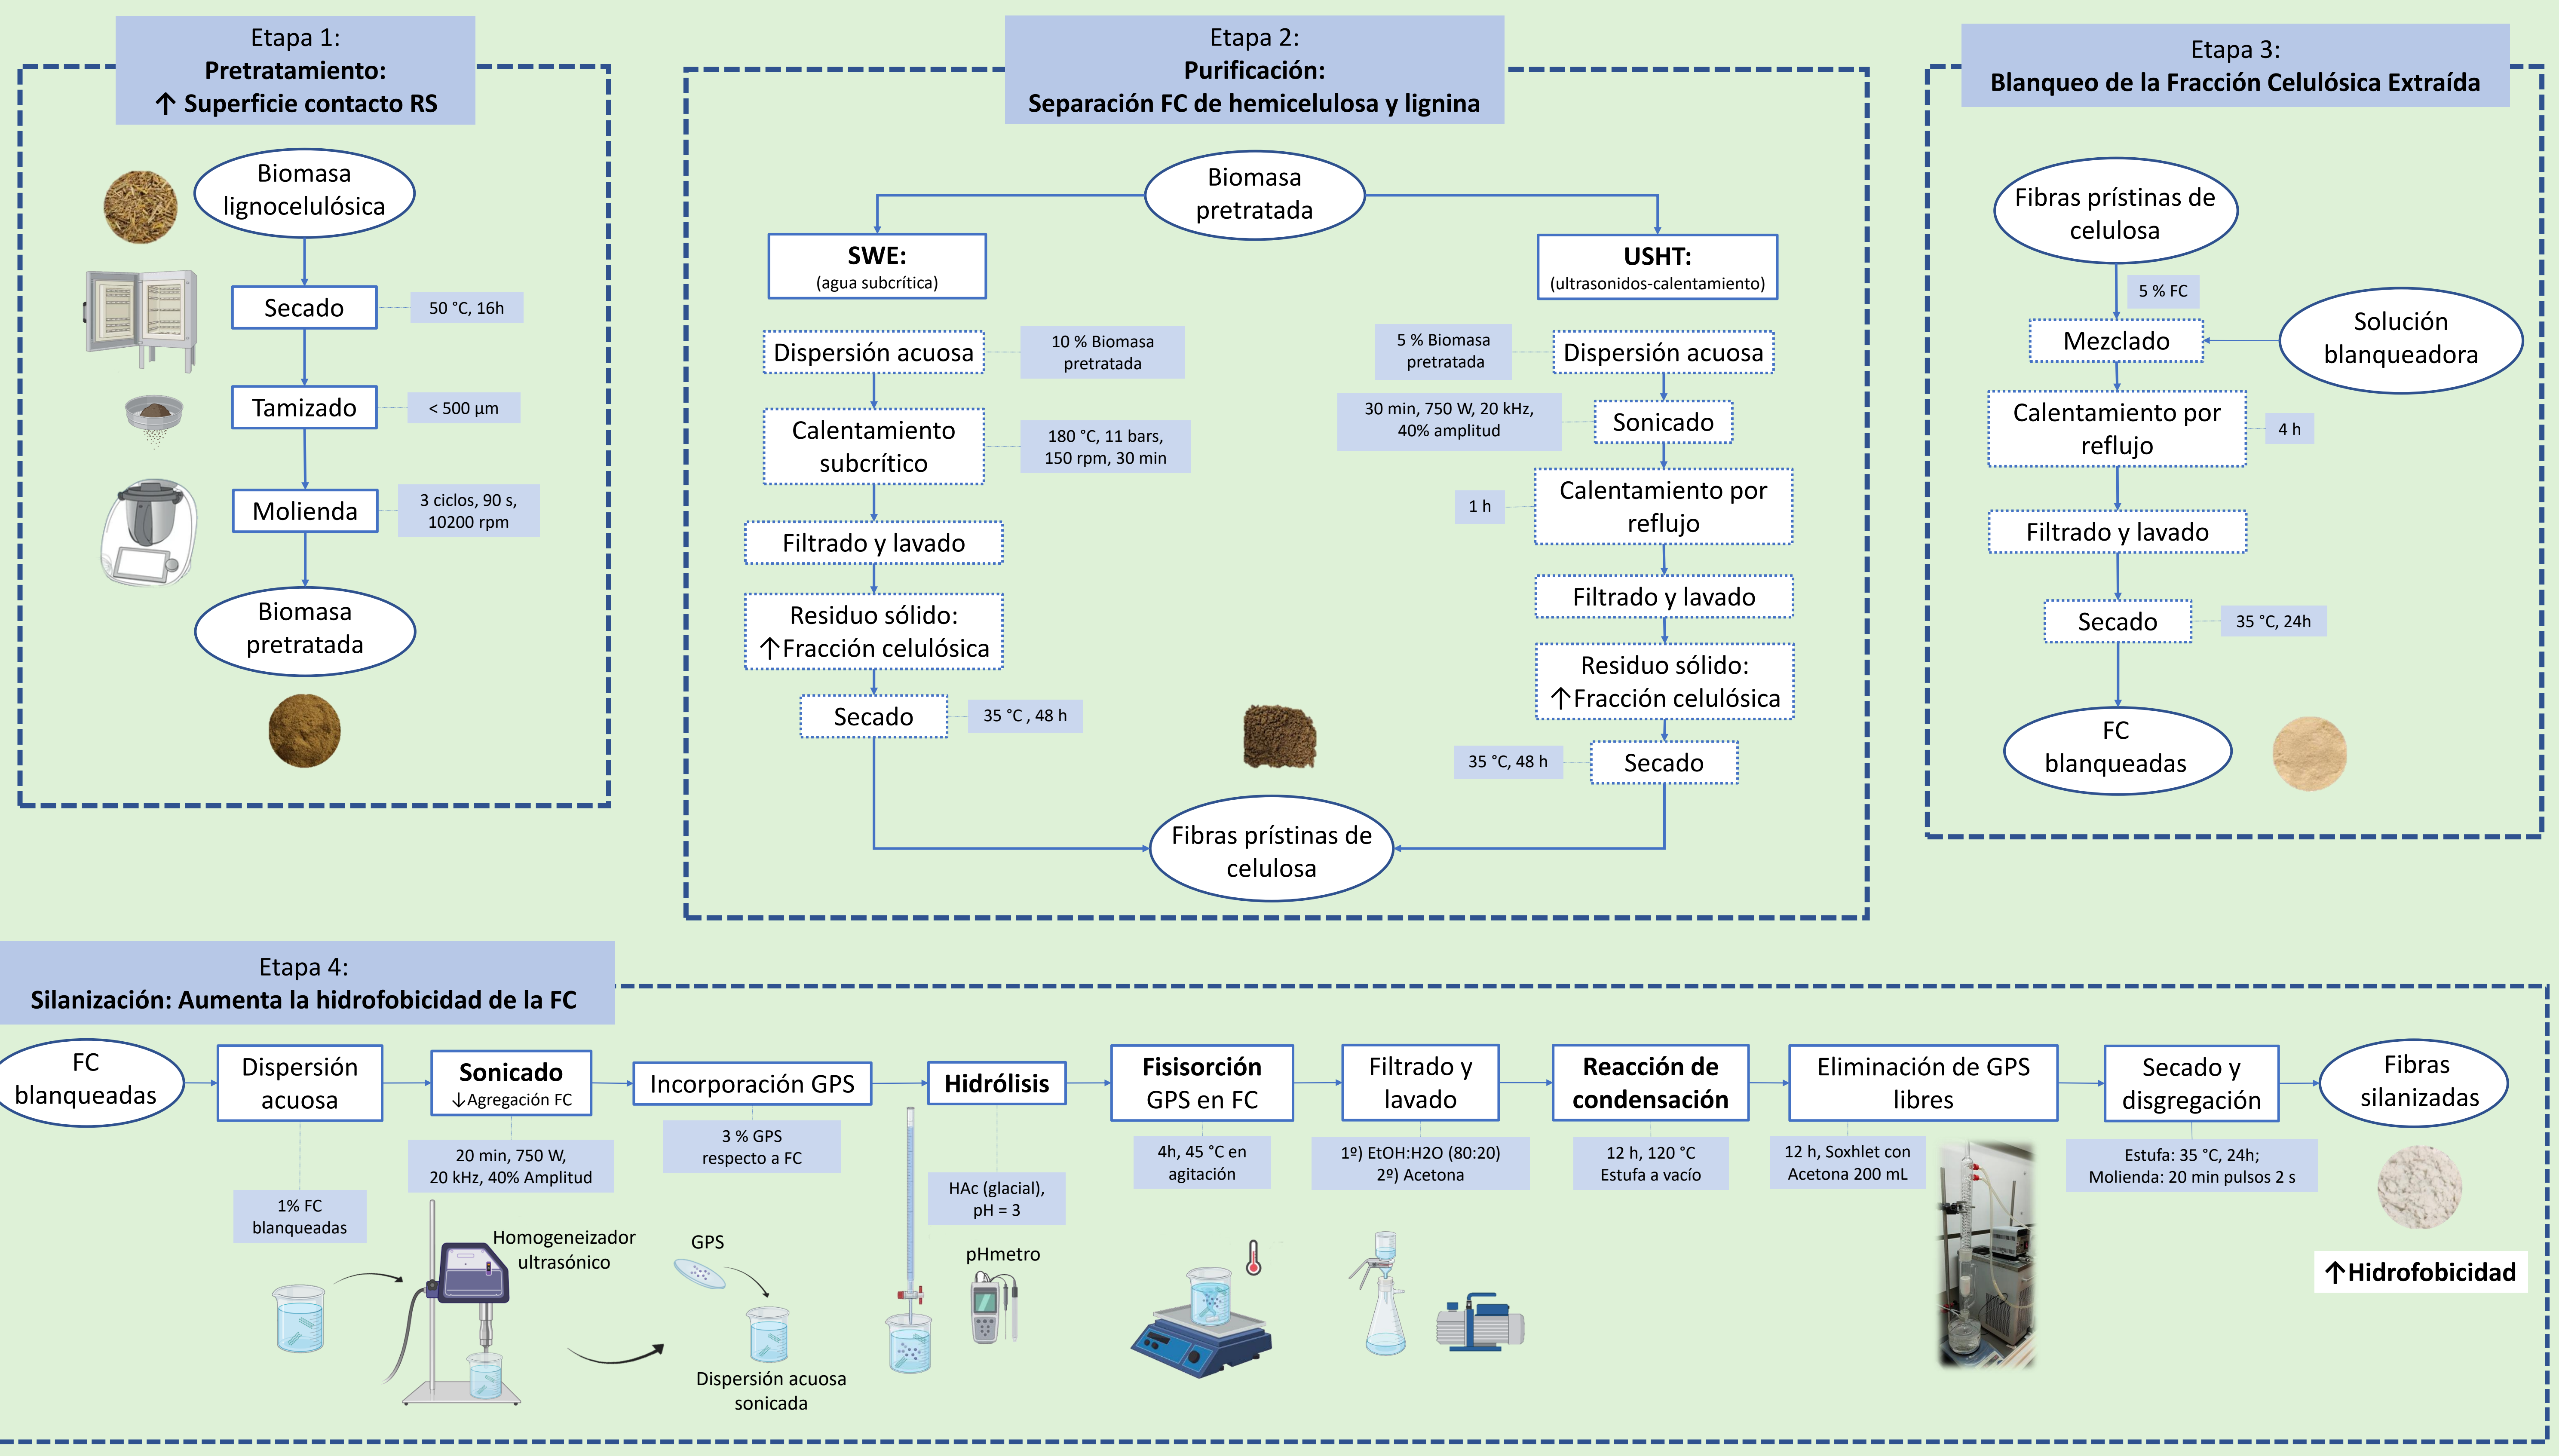 Etapa 1:
Pretratamiento:
↑ Superficie contacto RS
Biomasa
lignocelulósica
Secado
50 °C, 16h
Tamizado
< 500 µm
Molienda
3 ciclos, 90 s,
10200 rpm
Biomasa
pretratada
Etapa 2:
Purificación:
Separación FC de hemicelulosa y lignina
Biomasa
pretratada
SWE:
(agua subcrítica)
Dispersión acuosa
10 % Biomasa
pretratada
Calentamiento
subcrítico
180 °C, 11 bars,
150 rpm, 30 min
Filtrado y lavado
Residuo sólido:
↑Fracción celulósica
Secado
35 °C , 48 h
USHT:
(ultrasonidos-calentamiento)
5 % Biomasa
pretratada
Dispersión acuosa
30 min, 750 W, 20 kHz,
40% amplitud
Sonicado
1 h
Calentamiento por
reflujo
Filtrado y lavado
Residuo sólido:
↑Fracción celulósica
35 °C, 48 h
Secado
Fibras prístinas de
celulosa
Etapa 3:
Blanqueo de la Fracción Celulósica Extraída
Fibras prístinas de
celulosa
5 % FC
Mezclado
Solución
blanqueadora
Calentamiento por
reflujo
4 h
Filtrado y lavado
Secado
35 °C, 24h
FC
blanqueadas
Etapa 4:
Silanización: Aumenta la hidrofobicidad de la FC
FC
blanqueadas
Dispersión
acuosa
1% FC
blanqueadas
Sonicado
↓Agregación FC
20 min, 750 W,
20 kHz, 40% Amplitud
Homogeneizador
ultrasónico
Incorporación GPS
3 % GPS
respecto a FC
GPS
Dispersión acuosa
sonicada
Hidrólisis
HAc (glacial),
pH = 3
pHmetro
Fisisorción
GPS en FC
4h, 45 °C en
agitación
Filtrado y
lavado
1º) EtOH:H2O (80:20)
2º) Acetona
Reacción de
condensación
12 h, 120 °C
Estufa a vacío
Eliminación de GPS
libres
12 h, Soxhlet con
Acetona 200 mL
Secado y
disgregación
Estufa: 35 °C, 24h;
Molienda: 20 min pulsos 2 s
Fibras
silanizadas
↑Hidrofobicidad